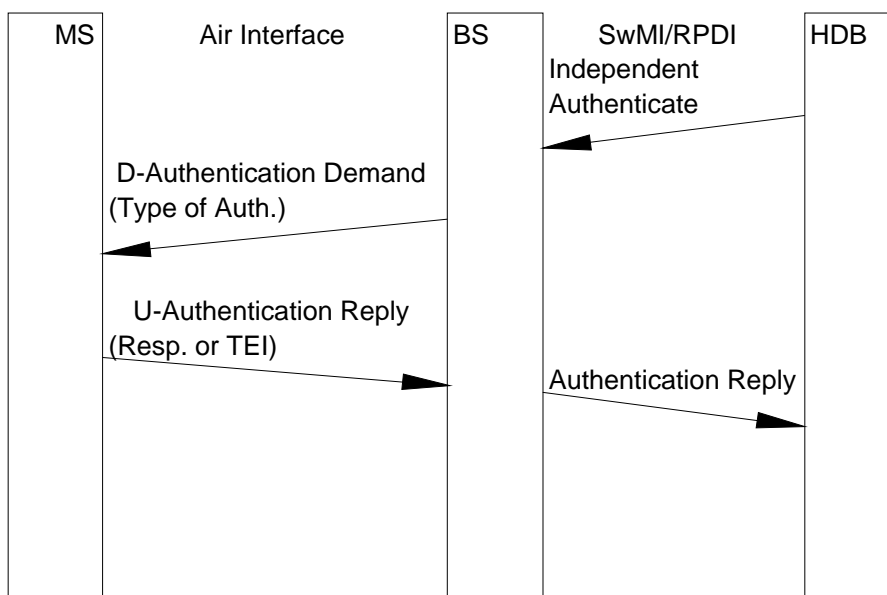 MS Air Interface BS SwMI/RPDI HDB
Independent
Authenticate
D-Authentication Demand
(Type of Auth.)
U-Authentication Reply
(Resp. or TEI)
Authentication Reply